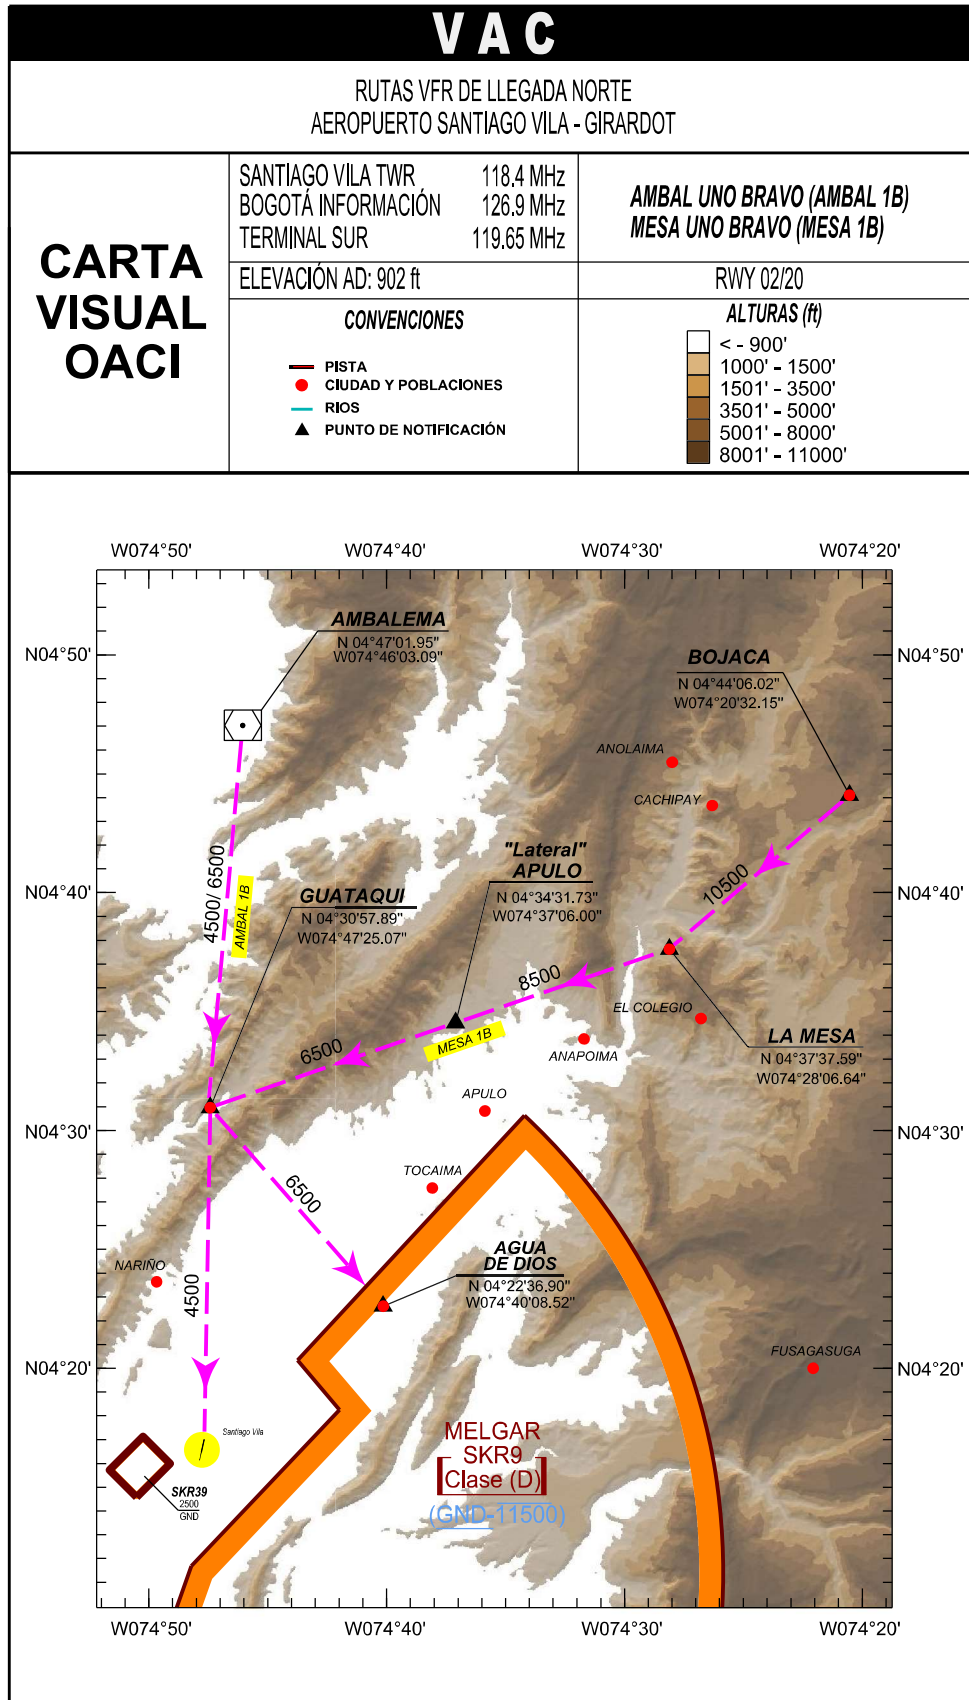 VAC
RUTAS VFR DE LLEGADA NORTE
AEROPUERTO SANTIAGO VILA - GIRARDOT
CARTA
VISUAL
OACI
SANTIAGO VILA TWR 118.4 MHz
BOGOTÁ INFORMACIÓN 126.9 MHz
TERMINAL SUR 119.65 MHz
AMBAL UNO BRAVO (AMBAL 1B)
MESA UNO BRAVO (MESA 1B)
ELEVACIÓN AD: 902 ft
RWY 02/20
CONVENCIONES
PISTA
CIUDAD Y POBLACIONES
RIOS
PUNTO DE NOTIFICACIÓN
ALTURAS (ft)
< - 900'
1000' - 1500'
1501' - 3500'
3501' - 5000'
5001' - 8000'
8001' - 11000'
W074°50' W074°40' W074°30' W074°20'
N04°50' N04°50'
AMBALEMA
N 04°47'01.95"
W074°46'03.09"
BOJACA
N 04°44'06.02"
W074°20'32.15"
ANOLAIMA
CACHIPAY
4500/ 6500
AMBAL 1B
"Lateral"
APULO
N 04°34'31.73"
W074°37'06.00"
10500
N04°40' N04°40'
GUATAQUI
N 04°30'57.89"
W074°47'25.07"
8500
EL COLEGIO
LA MESA
N 04°37'37.59"
W074°28'06.64"
6500
MESA 1B
ANAPOIMA
APULO
N04°30' N04°30'
TOCAIMA
6500
NARIÑO
4500
AGUA
DE DIOS
N 04°22'36.90"
W074°40'08.52"
FUSAGASUGA
N04°20' N04°20'
Santiago Vila
MELGAR
SKR9
Clase (D)
(GND-11500)
SKR39
2500
GND
W074°50' W074°40' W074°30' W074°20'